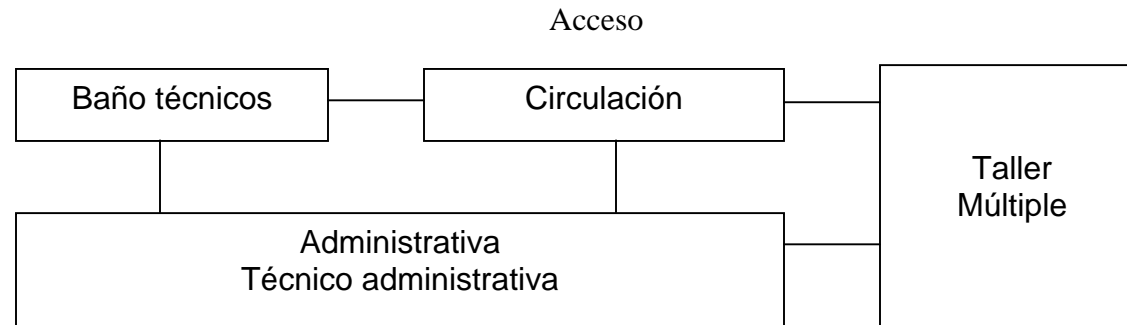 Acceso
Baño técnicos
Circulación
Taller
Múltiple
Administrativa
Técnico administrativa